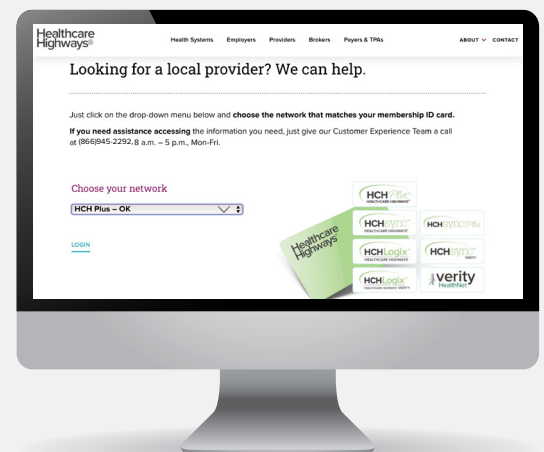 Healthcare
Highways®
Health Systems Employers Providers Brokers Payers & TPAs ABOUT CONTACT
Looking for a local provider? We can help.
Just click on the drop-down menu below and choose the network that matches your membership ID card.
If you need assistance accessing the information you need, just give our Customer Experience Team a call
at (866)945-2292, 8 a.m. – 5 p.m., Mon-Fri.
Choose your network
HCH Plus – OK
LOGIN
Healthcare
Highways
HCH Plus
HEALTHCARE HIGHWAYS
HCHSYNC
HEALTHCARE HIGHWAYS
HCHSYNC
HCHLogix
HEALTHCARE HIGHWAYS
HCHSYNC
VERITY
HCHLogix
HEALTHCARE HIGHWAYS VERITY
verity
HealthNet